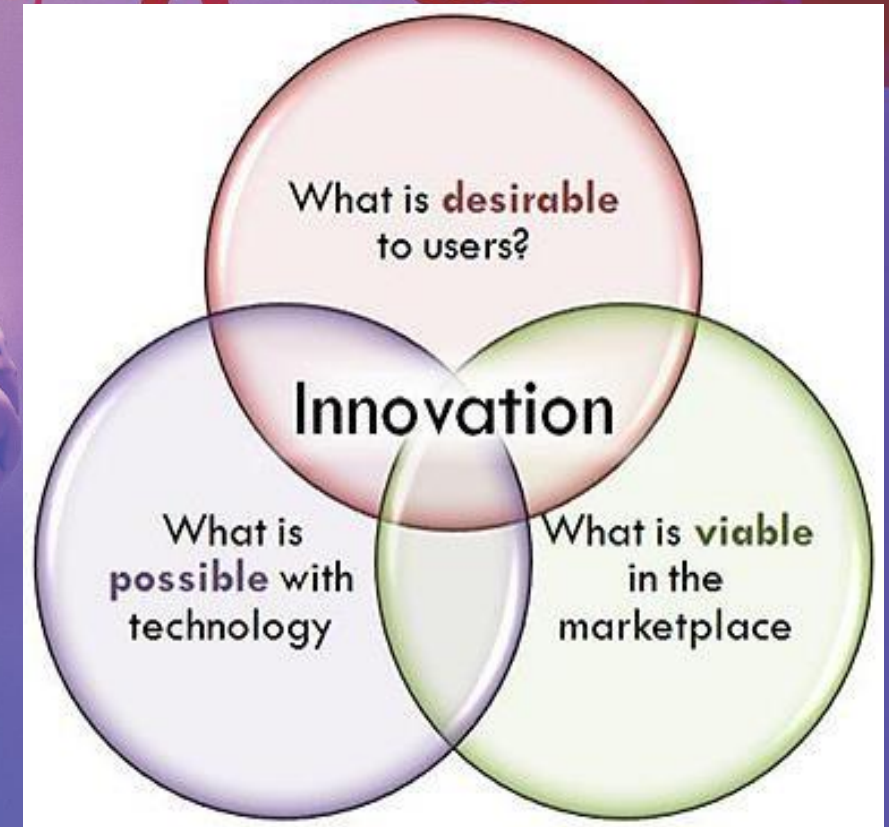 What is desirable
to users?
Innovation
What is
possible with
technology
What is viable
in the
marketplace